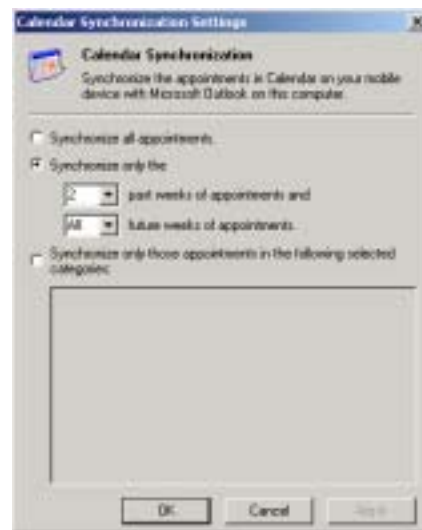 Calendar Synchronization Settings
Calendar Synchronization
Synchronize the appointments in Calendar on your mobile
device with Microsoft Outlook on this computer.
Synchronize all appointments.
Synchronize only the
2 past weeks of appointments and
All future weeks of appointments.
Synchronize only those appointments in the following selected
categories:
OK Cancel Apply